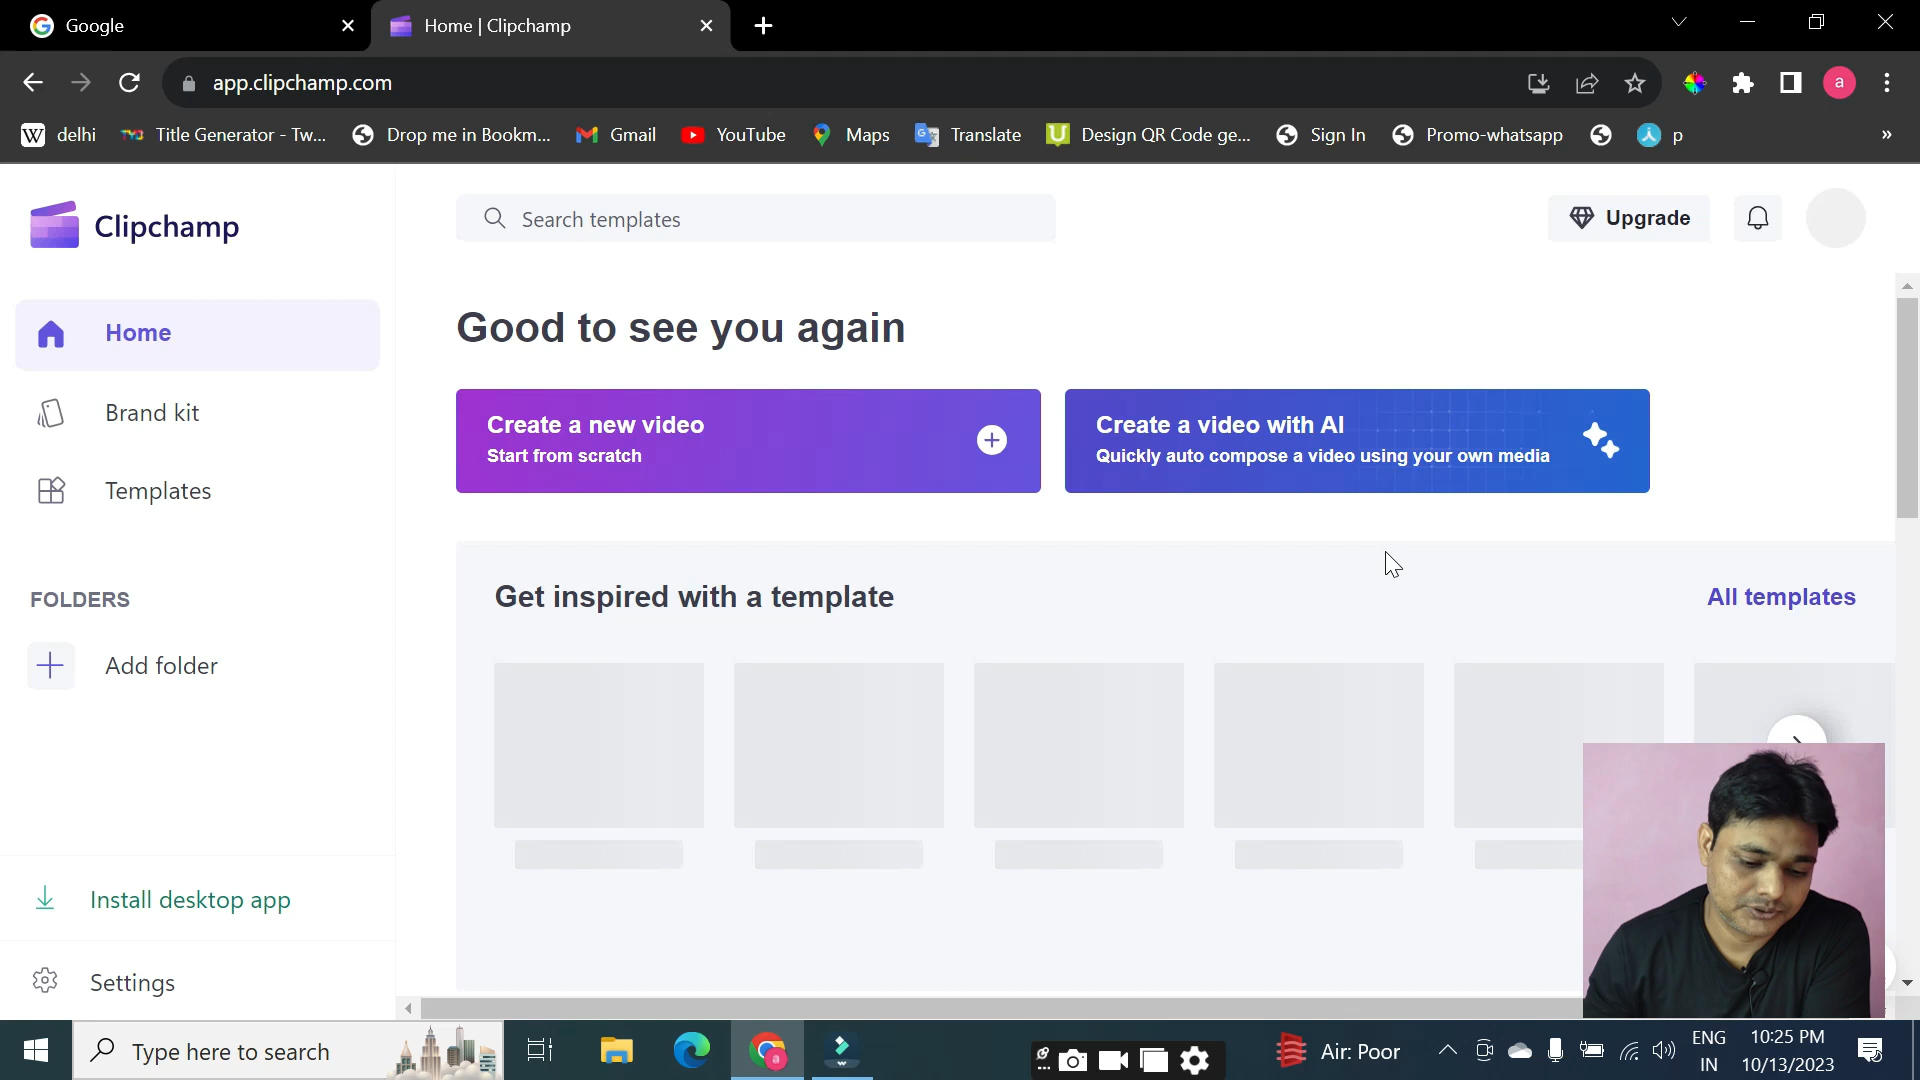 Google
Home | Clipchamp
app.clipchamp.com
a
W delhi
TYG Title Generator - Tw...
Drop me in Bookm...
Gmail
YouTube
Maps
Translate
Design QR Code ge...
Sign In
Promo-whatsapp
p
»
Clipchamp
Search templates
Upgrade
Home
Brand kit
Templates
FOLDERS
Add folder
Install desktop app
Settings
Good to see you again
Create a new video
Start from scratch
Create a video with AI
Quickly auto compose a video using your own media
Get inspired with a template
All templates
Type here to search
a
Air: Poor
ENG
IN
10:25 PM
10/13/2023